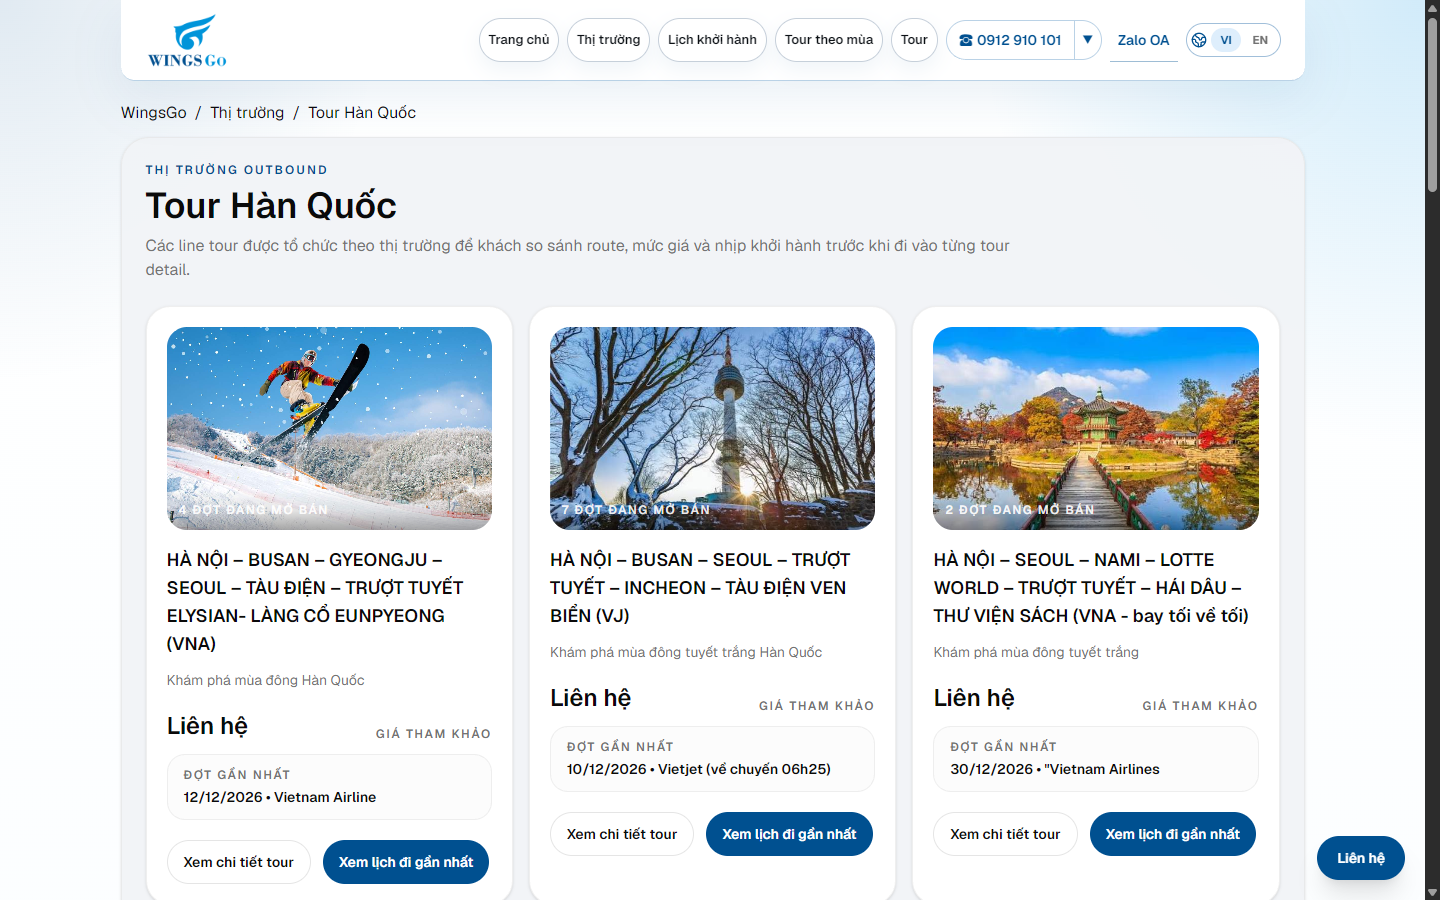 WINGS GO
Trang chủ
Thị trường
Lịch khởi hành
Tour theo mùa
Tour
☎ 0912 910 101
▼
Zalo OA
VI
EN
WingsGo / Thị trường / Tour Hàn Quốc
THỊ TRƯỜNG OUTBOUND
Tour Hàn Quốc
Các line tour được tổ chức theo thị trường để khách so sánh route, mức giá và nhịp khởi hành trước khi đi vào từng tour
detail.
4 ĐỢT ĐANG MỞ BÁN
HÀ NỘI – BUSAN – GYEONGJU –
SEOUL – TÀU ĐIỆN – TRƯỢT TUYẾT
ELYSIAN- LÀNG CỔ EUNPYEONG
(VNA)
Khám phá mùa đông Hàn Quốc
Liên hệ
GIÁ THAM KHẢO
ĐỢT GẦN NHẤT
12/12/2026 • Vietnam Airline
Xem chi tiết tour
Xem lịch đi gần nhất
7 ĐỢT ĐANG MỞ BÁN
HÀ NỘI – BUSAN – SEOUL – TRƯỢT
TUYẾT – INCHEON – TÀU ĐIỆN VEN
BIỂN (VJ)
Khám phá mùa đông tuyết trắng Hàn Quốc
Liên hệ
GIÁ THAM KHẢO
ĐỢT GẦN NHẤT
10/12/2026 • Vietjet (về chuyến 06h25)
Xem chi tiết tour
Xem lịch đi gần nhất
2 ĐỢT ĐANG MỞ BÁN
HÀ NỘI – SEOUL – NAMI – LOTTE
WORLD – TRƯỢT TUYẾT – HÁI DÂU –
THƯ VIỆN SÁCH (VNA - bay tối về tối)
Khám phá mùa đông tuyết trắng
Liên hệ
GIÁ THAM KHẢO
ĐỢT GẦN NHẤT
30/12/2026 • "Vietnam Airlines
Xem chi tiết tour
Xem lịch đi gần nhất
Liên hệ